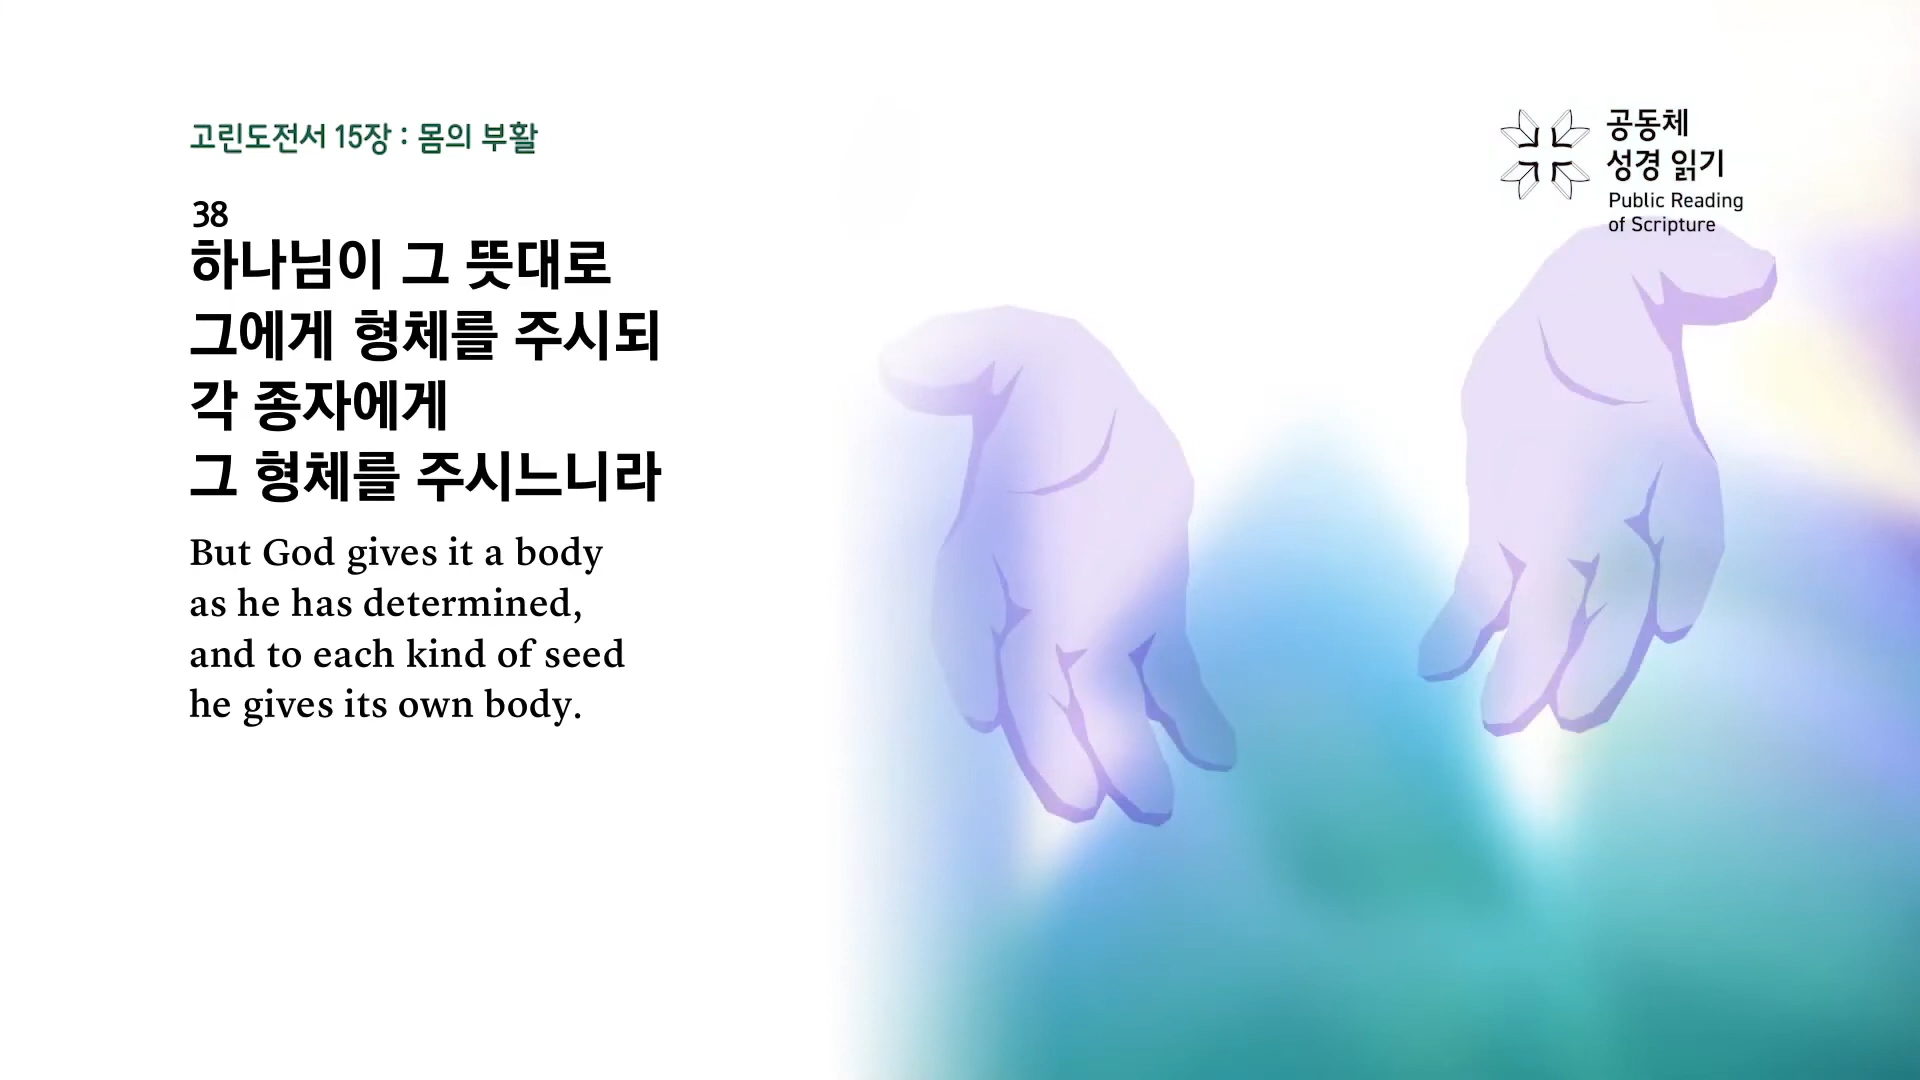 고린도전서 15장 : 몸의 부활
38
하나님이 그 뜻대로
그에게 형체를 주시되
각 종자에게
그 형체를 주시느니라
But God gives it a body
as he has determined,
and to each kind of seed
he gives its own body.
공동체
성경 읽기
Public Reading
of Scripture